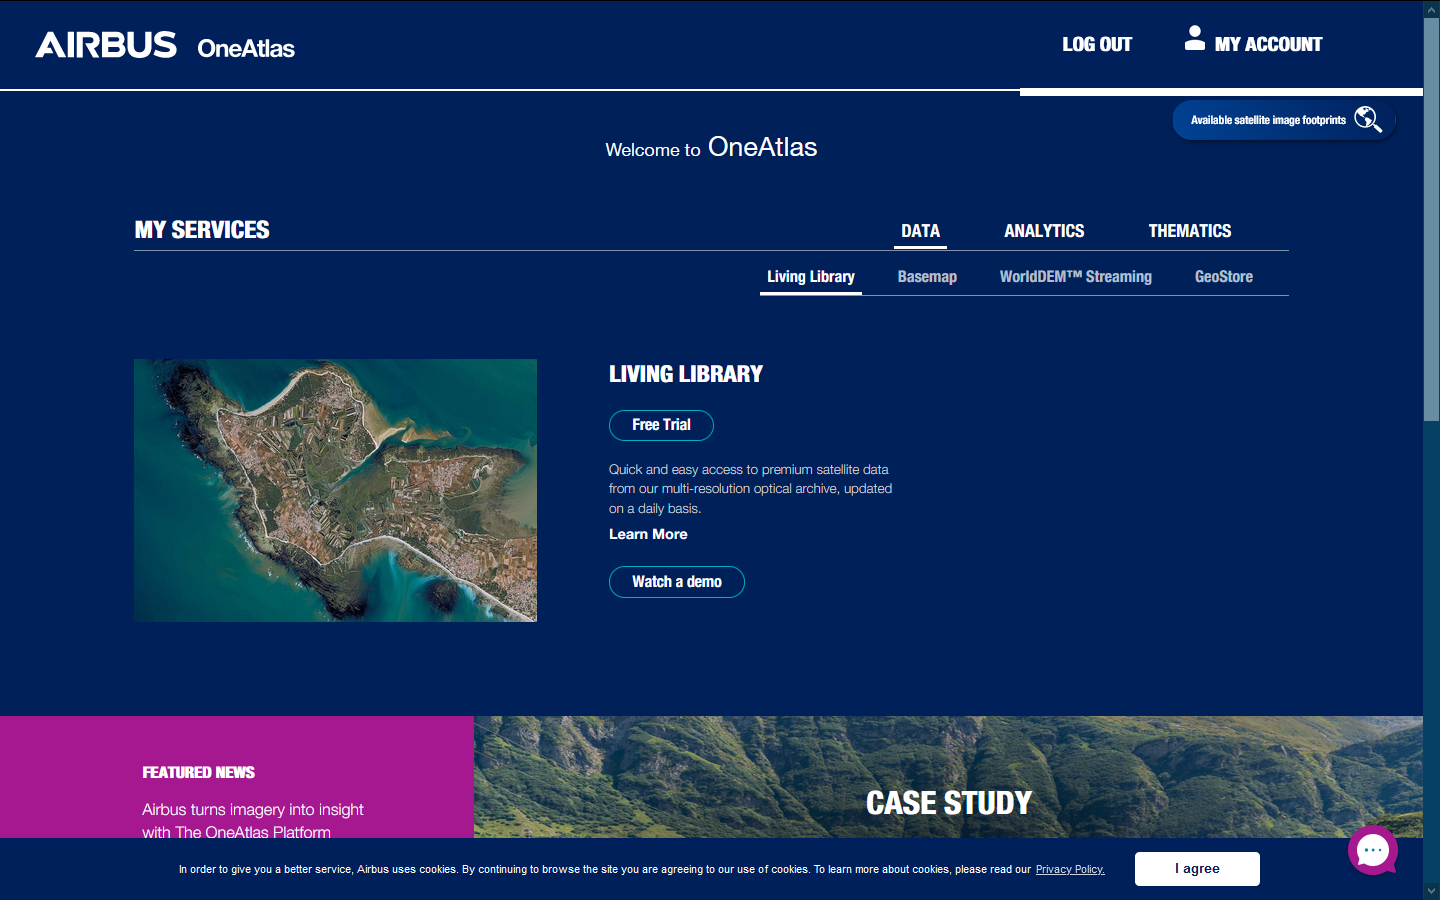 AIRBUS OneAtlas
LOG OUT
MY ACCOUNT
Available satellite image footprints
Welcome to OneAtlas
MY SERVICES
DATA
ANALYTICS
THEMATICS
Living Library
Basemap
WorldDEM™ Streaming
GeoStore
LIVING LIBRARY
Free Trial
Quick and easy access to premium satellite data
from our multi-resolution optical archive, updated
on a daily basis.
Learn More
Watch a demo
FEATURED NEWS
Airbus turns imagery into insight
with The OneAtlas Platform
CASE STUDY
In order to give you a better service, Airbus uses cookies. By continuing to browse the site you are agreeing to our use of cookies. To learn more about cookies, please read our Privacy Policy.
I agree